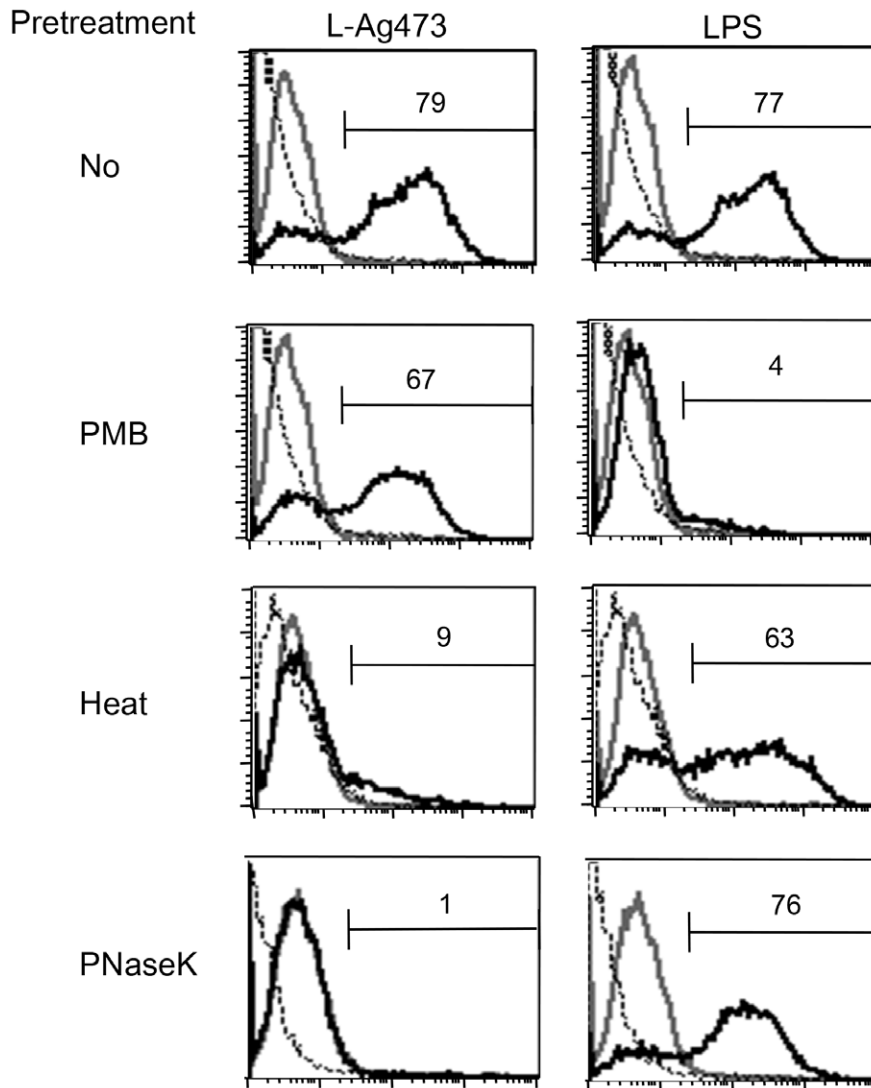 Pretreatment L-Ag473 LPS
No 79 77
PMB 67 4
Heat 9 63
PNaseK 1 76